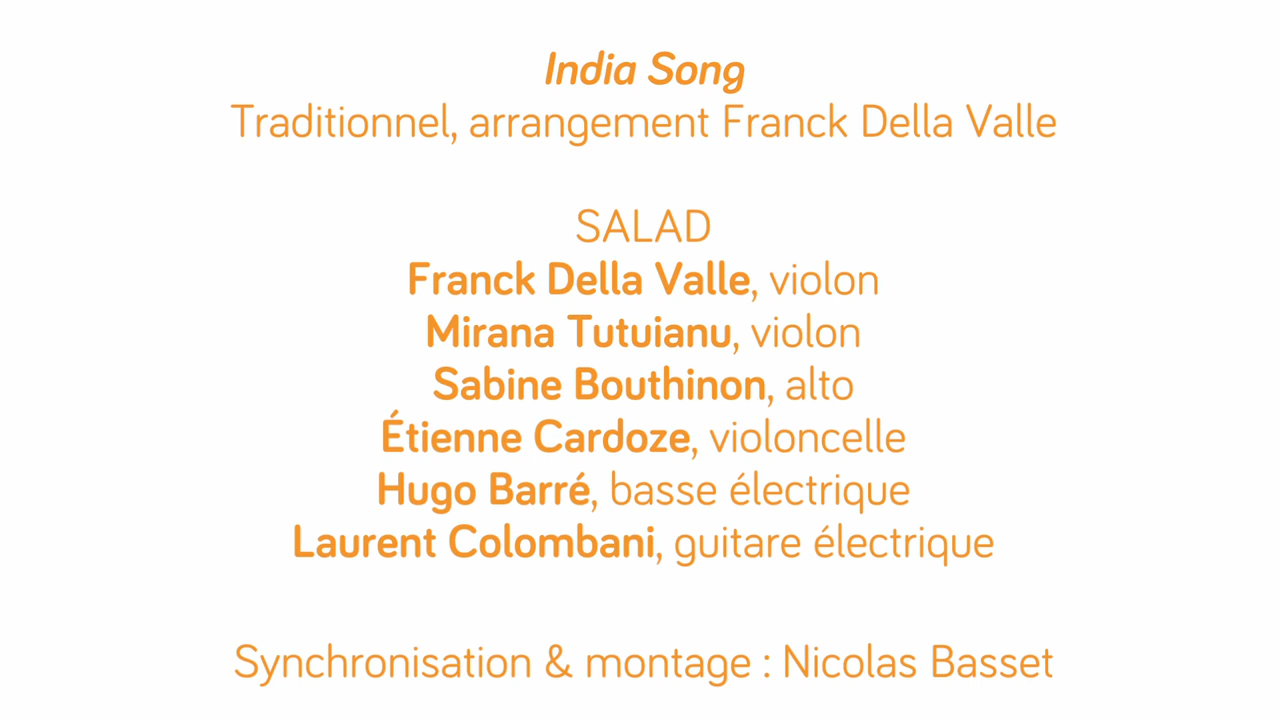 India Song
Traditionnel, arrangement Franck Della Valle
SALAD
Franck Della Valle, violon
Mirana Tutuianu, violon
Sabine Bouthinon, alto
Étienne Cardoze, violoncelle
Hugo Barré, basse électrique
Laurent Colombani, guitare électrique
Synchronisation & montage : Nicolas Basset